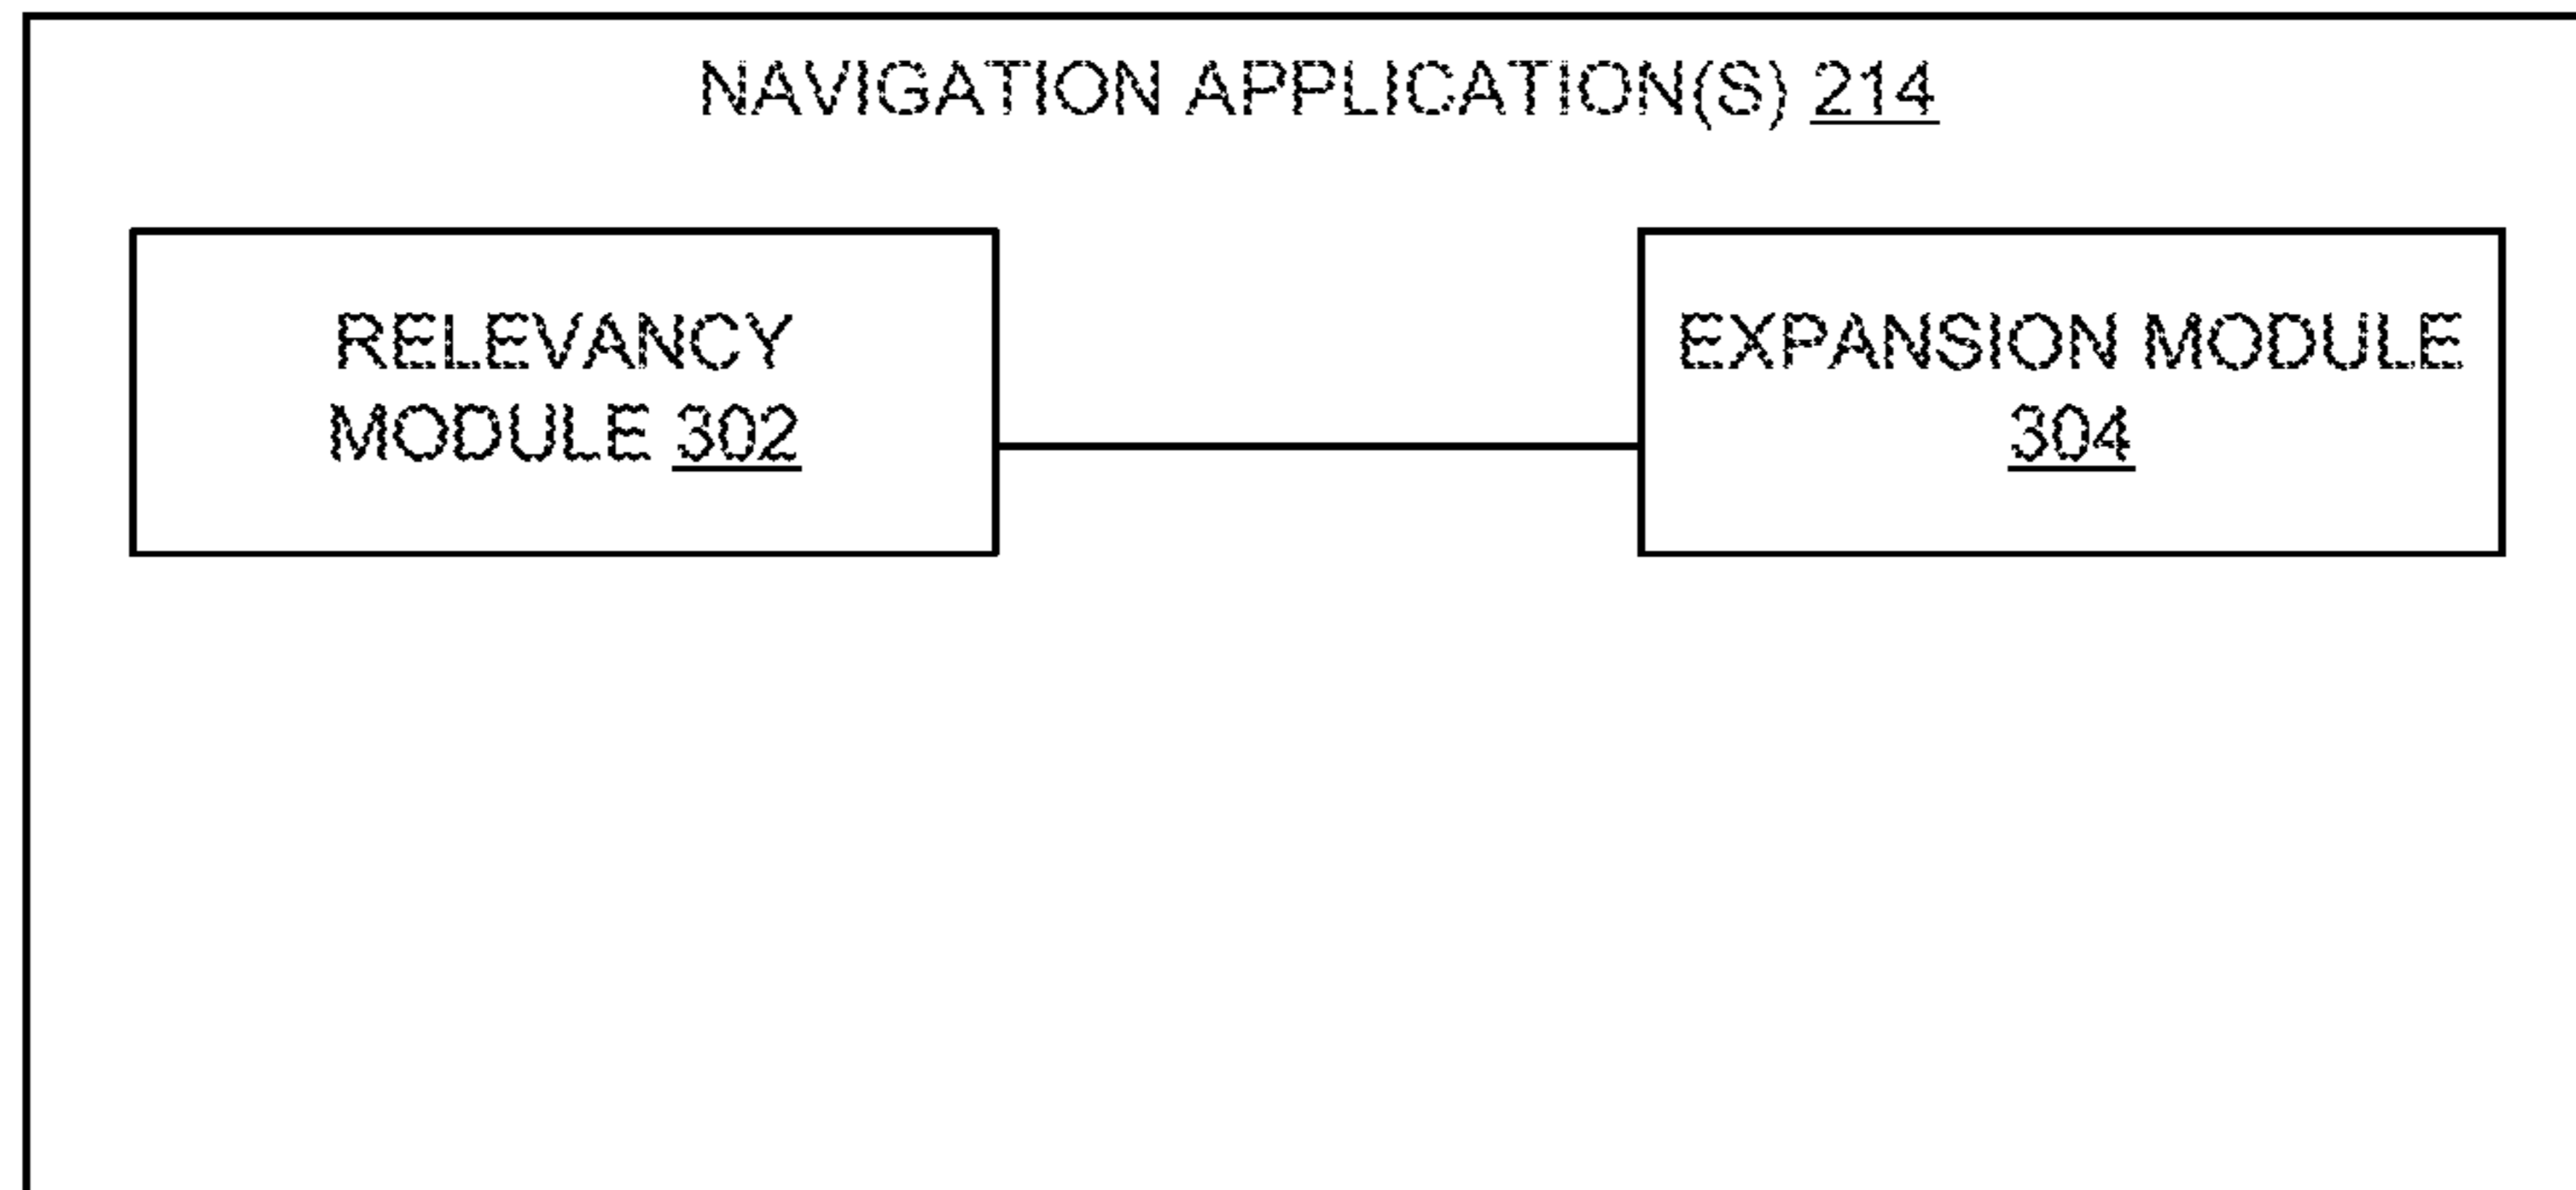 NAVIGATION APPLICATION(S) 214
RELEVANCY
MODULE 302
EXPANSION MODULE
304